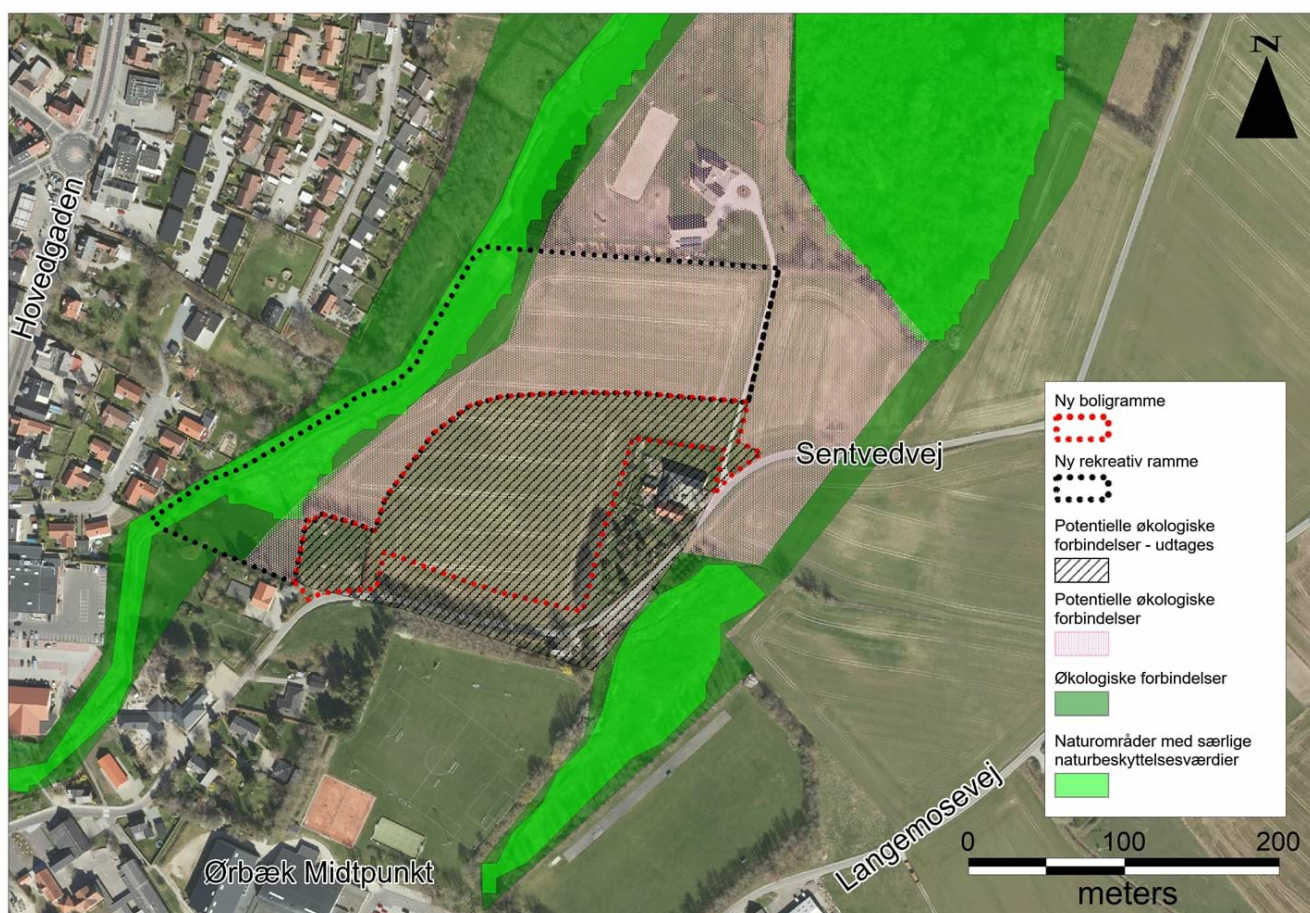 N
Hovedgaden
Sentvedvej
Langemosevej
Ørbæk Midtpunkt
Ny boligramme
Ny rekreativ ramme
Potentielle økologiske
forbindelser - udtages
Potentielle økologiske
forbindelser
Økologiske forbindelser
Naturområder med særlige
naturbeskyttelsesværdier
0 100 200
meters